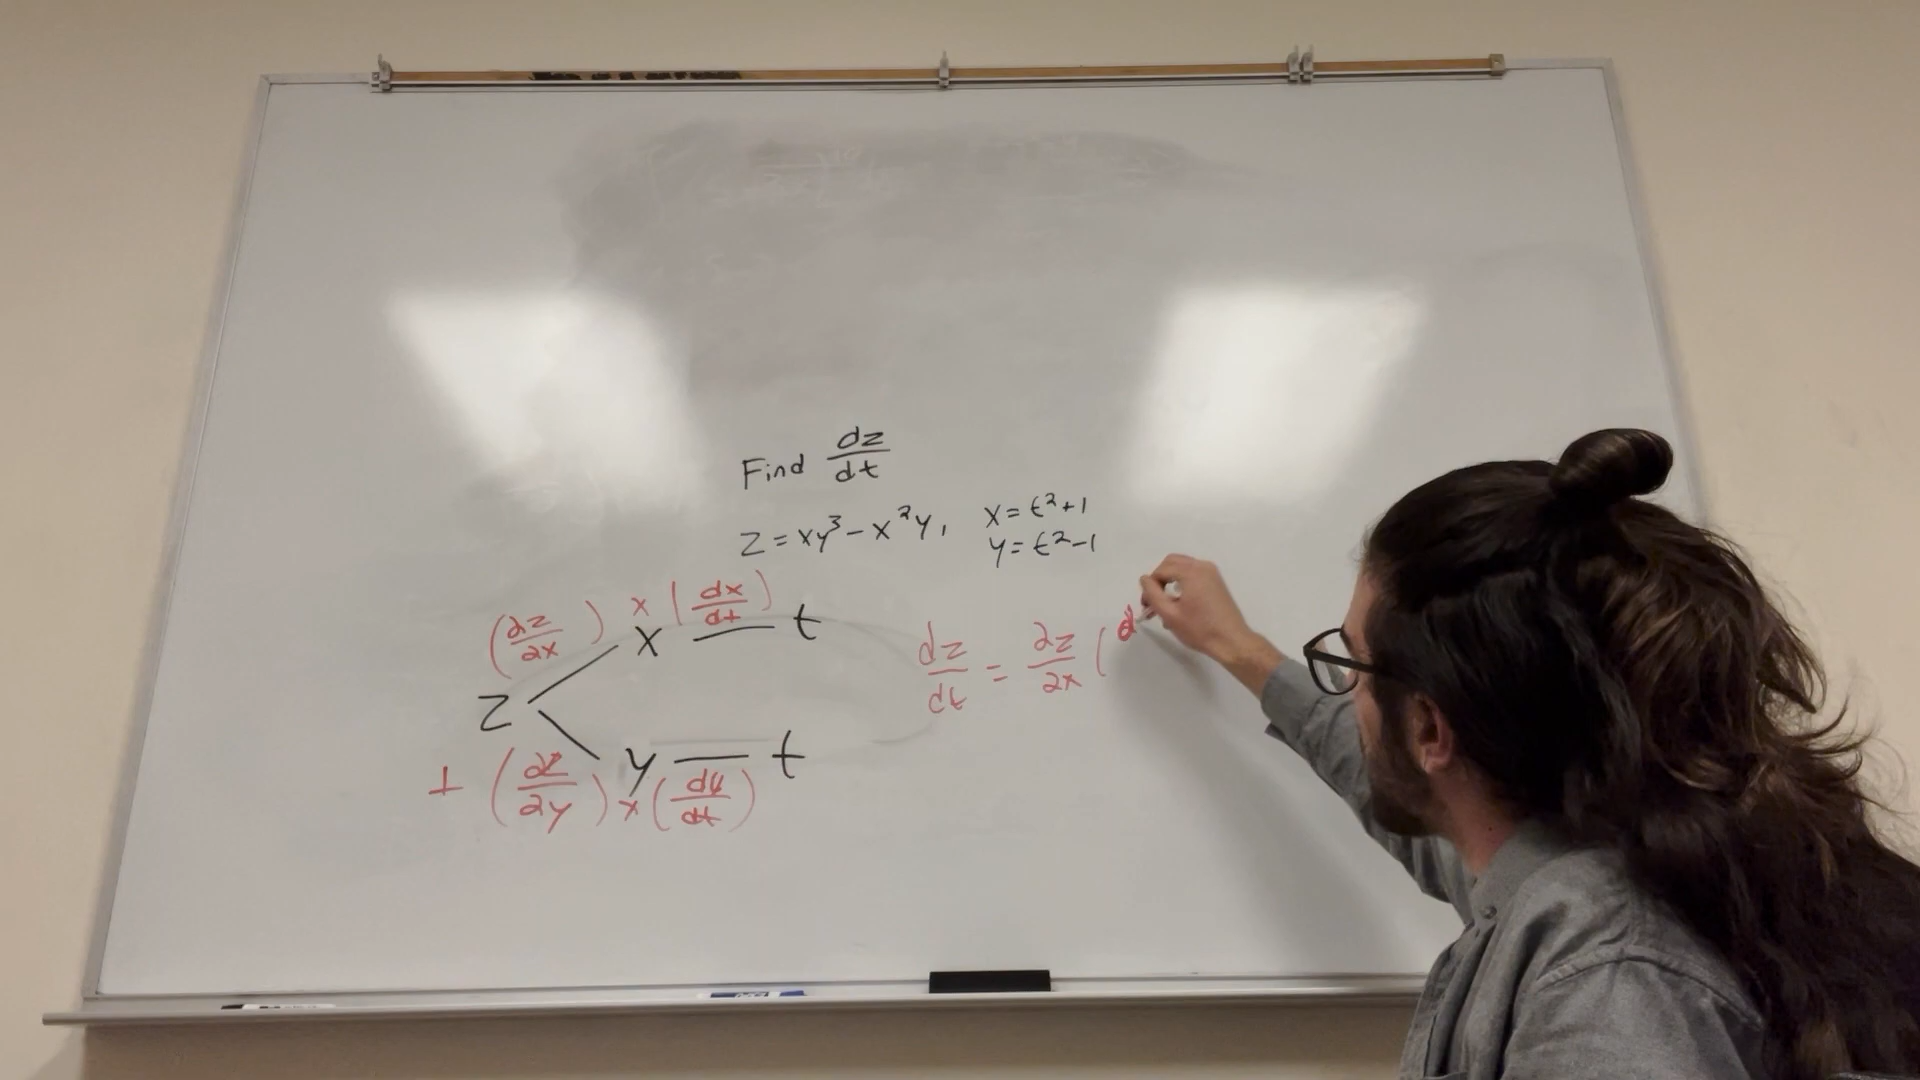 Find dz/dt
z = xy³ - x²y, x = t²+1
y = t²-1
(∂z/∂x) x (dx/dt)
x — t
z
y — t
+ (∂z/∂y) x (dy/dt)
dz/dt = ∂z/∂x (d